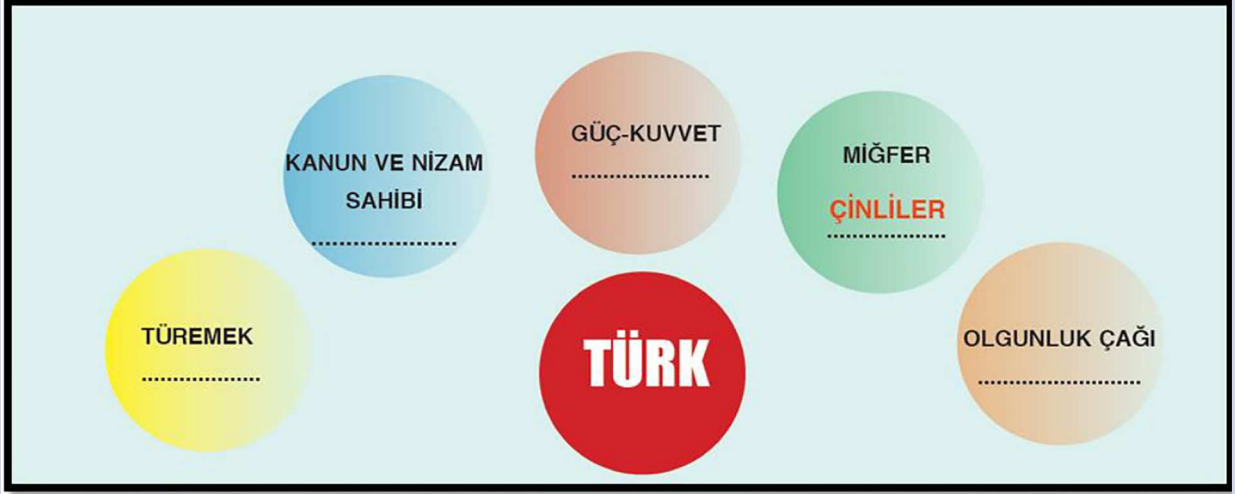 TÜREMEK
....................
KANUN VE NİZAM
SAHİBİ
.........................
GÜÇ-KUVVET
........................
MİĞFER
ÇİNLİLER
....................
OLGUNLUK ÇAĞI
............................
TÜRK